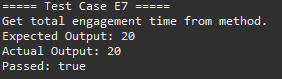 ===== Test Case E7 =====
Get total engagement time from method.
Expected Output: 20
Actual Output: 20
Passed: true